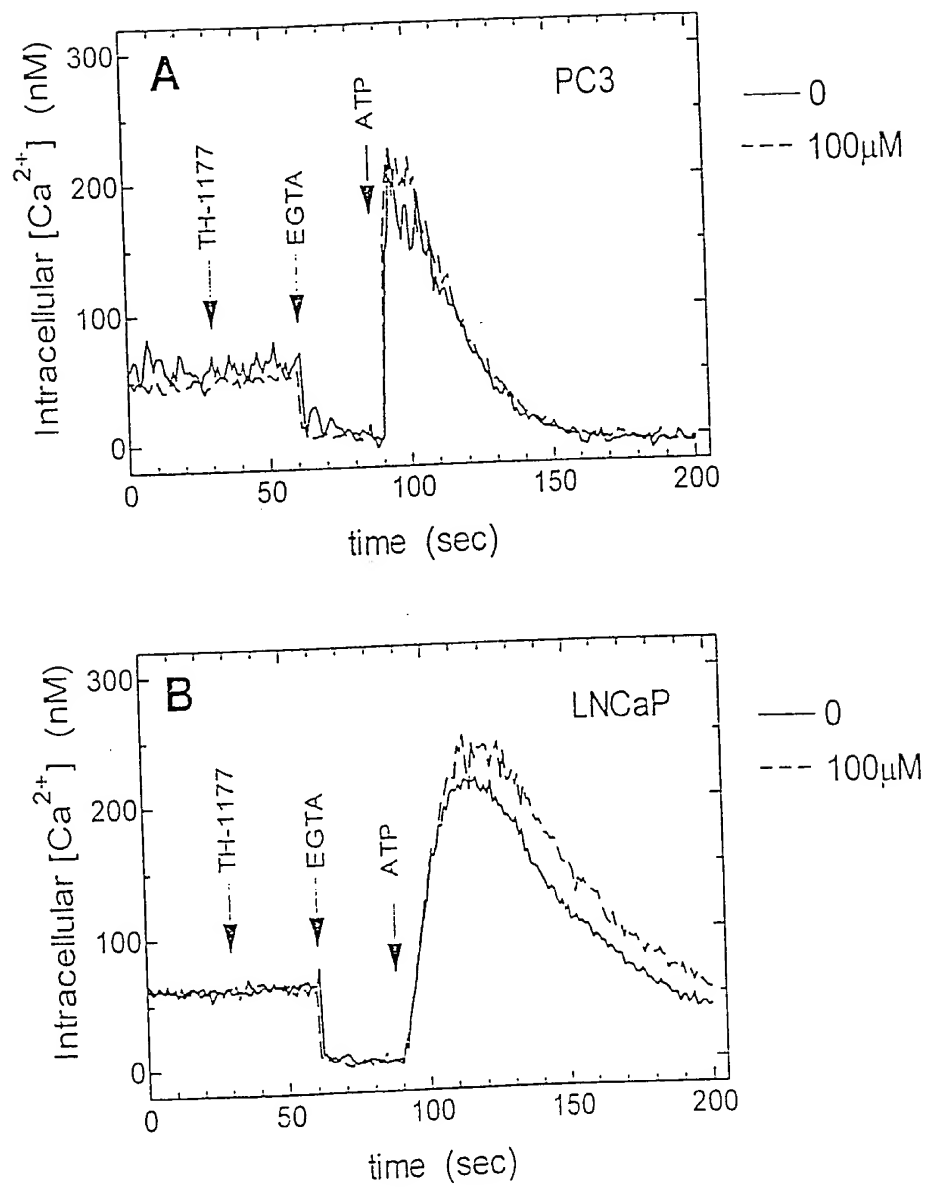 A
PC3
Intracellular [Ca2+] (nM)
300
200
100
0
TH-1177
EGTA
ATP
0
50
100
150
200
time (sec)
0
100μM
B
LNCaP
Intracellular [Ca2+] (nM)
300
200
100
0
TH-1177
EGTA
ATP
0
50
100
150
200
time (sec)
0
100μM